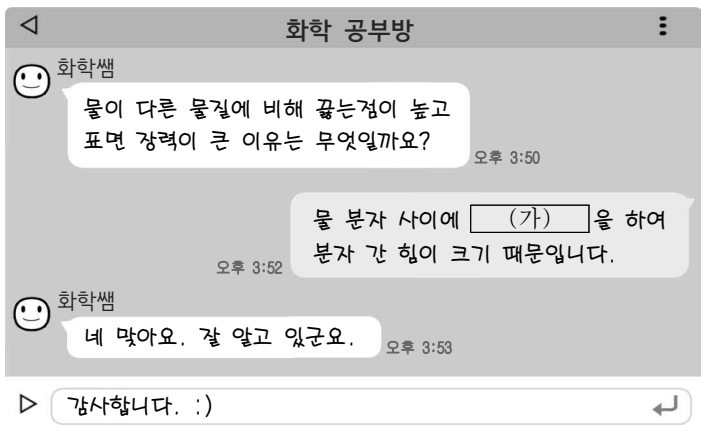 화학 공부방
화학쌤
물이 다른 물질에 비해 끓는점이 높고
표면 장력이 큰 이유는 무엇일까요?
오후 3:50
물 분자 사이에 (가) 을 하여
분자 간 힘이 크기 때문입니다.
오후 3:52
화학쌤
네 맞아요. 잘 알고 있군요.
오후 3:53
감사합니다. :)